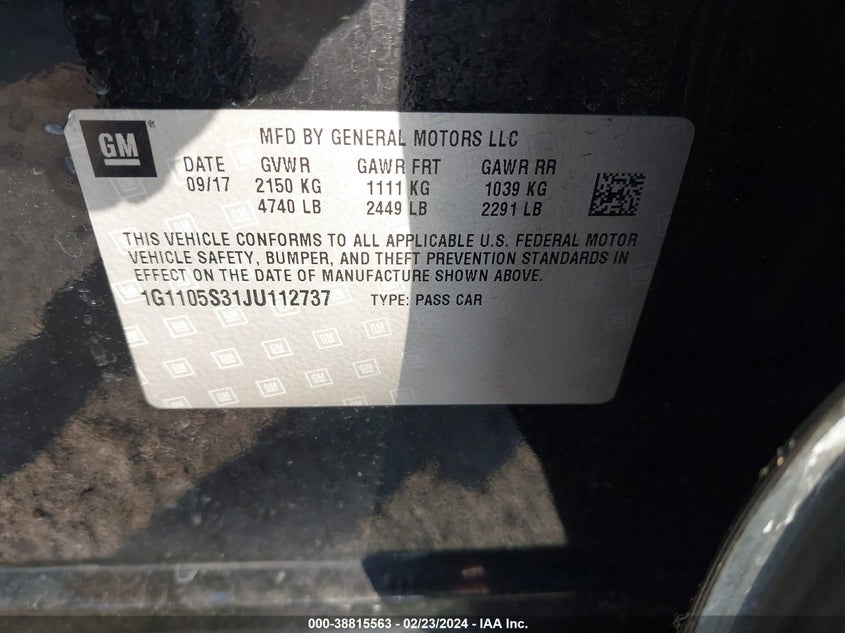 GM®
MFD BY GENERAL MOTORS LLC
DATE GVWR GAWR FRT GAWR RR
09/17 2150 KG 1111 KG 1039 KG
4740 LB 2449 LB 2291 LB
THIS VEHICLE CONFORMS TO ALL APPLICABLE U.S. FEDERAL MOTOR
VEHICLE SAFETY, BUMPER, AND THEFT PREVENTION STANDARDS IN
EFFECT ON THE DATE OF MANUFACTURE SHOWN ABOVE.
1G1105S31JU112737 TYPE: PASS CAR
000-38815563 - 02/23/2024 - IAA Inc.